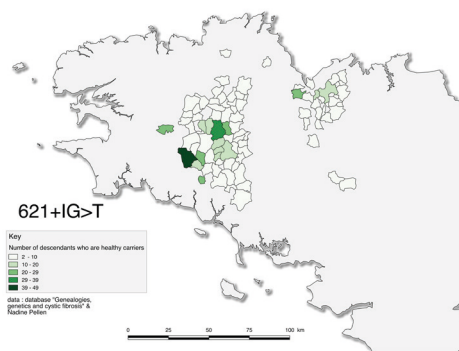 621+IG>T
Key
Number of descendants who are healthy carriers
2 - 10
10 - 20
20 - 29
29 - 39
39 - 49
data : database "Genealogies,
genetics and cystic fibrosis" &
Nadine Pellen
0 25 50 75 100 km